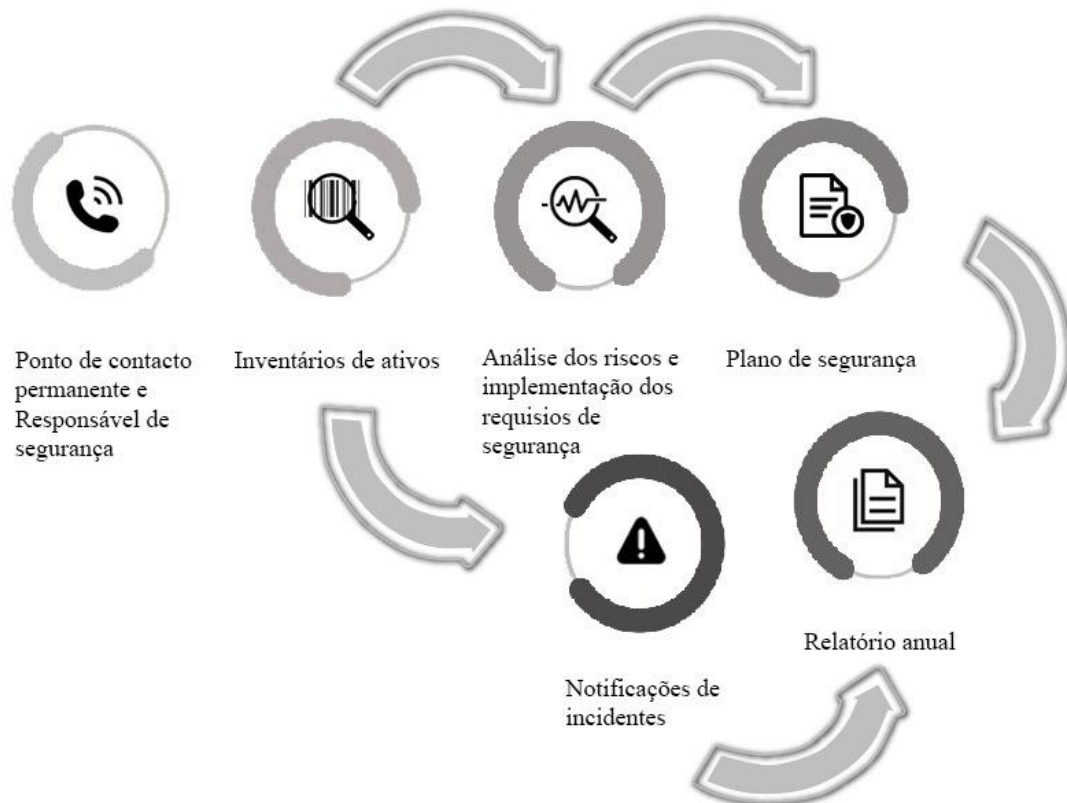 Ponto de contacto
permanente e
Responsável de
segurança
Inventários de ativos
Análise dos riscos e
implementação dos
requisios de
segurança
Plano de segurança
Notificações de
incidentes
Relatório anual